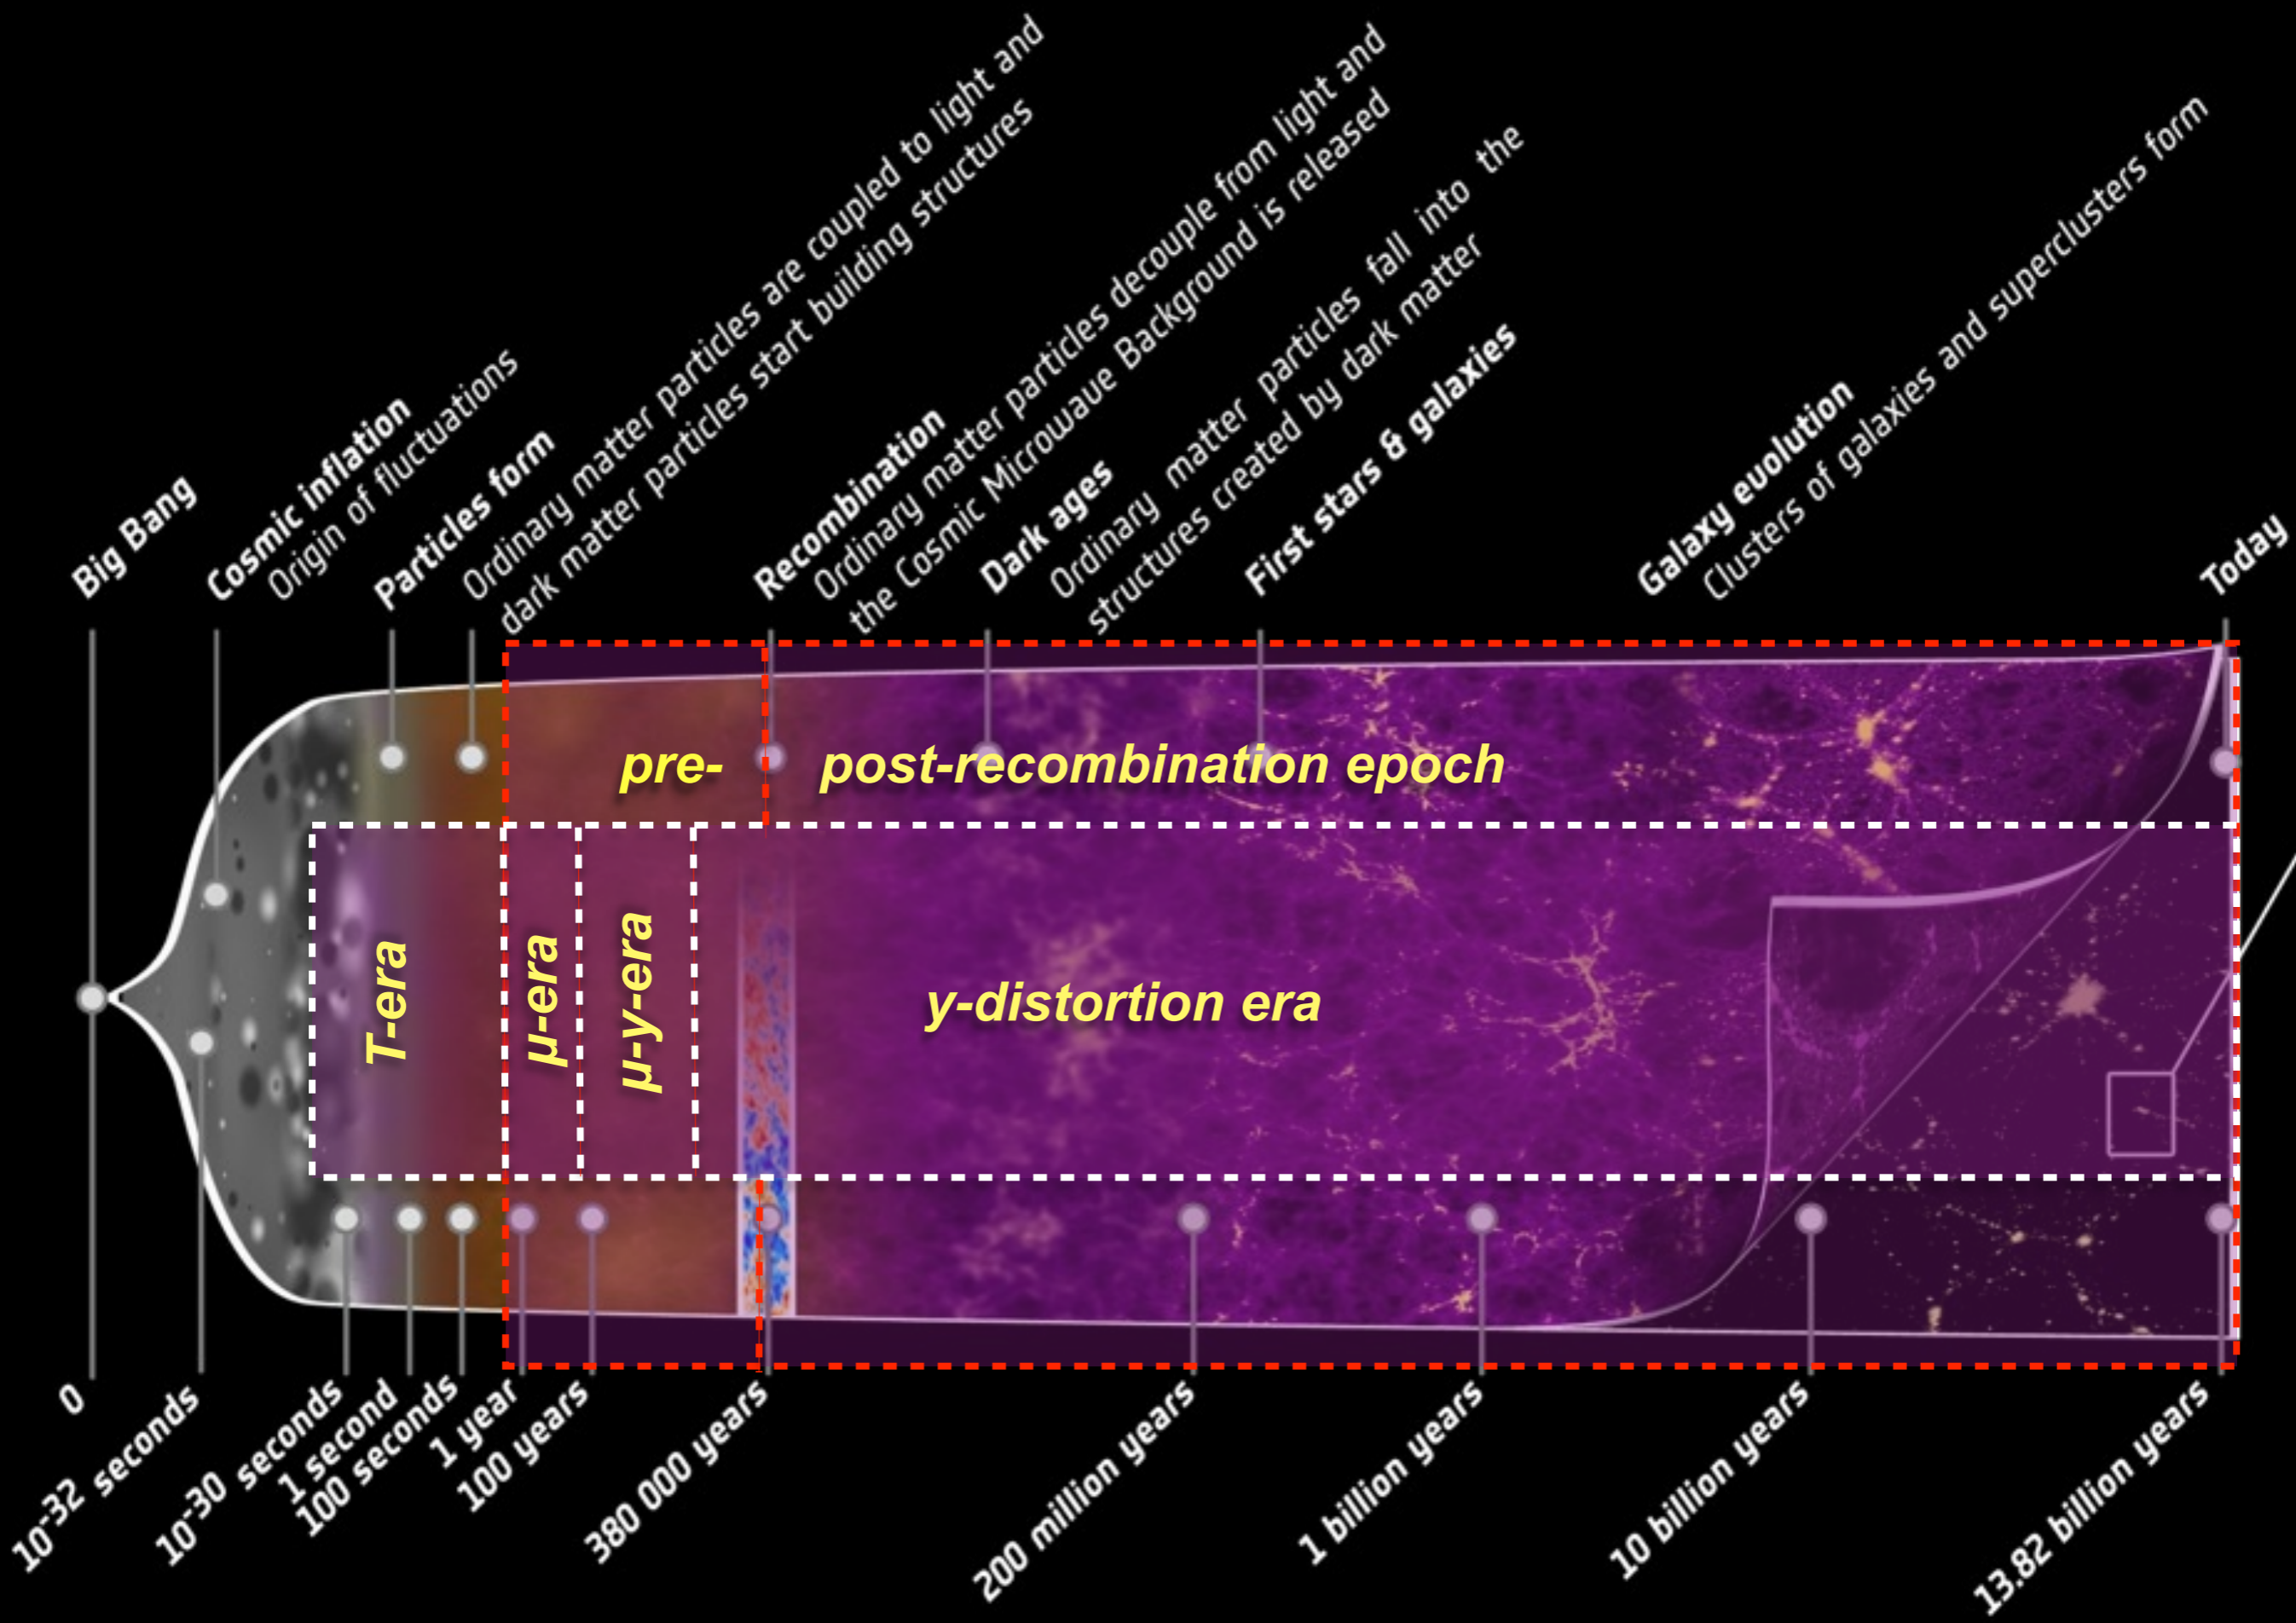 Big Bang
Cosmic inflation
Origin of fluctuations
Particles form
Ordinary matter particles are coupled to light and
dark matter particles start building structures
Recombination
Ordinary matter particles decouple from light and
the Cosmic Microwave Background is released
Dark ages
Ordinary matter particles fall into the
structures created by dark matter
First stars & galaxies
Galaxy evolution
Clusters of galaxies and superclusters form
Today
pre-
post-recombination epoch
T-era
μ-era
μ-y-era
y-distortion era
0
10-32 seconds
10-30 seconds
1 second
100 seconds
1 year
100 years
380 000 years
200 million years
1 billion years
10 billion years
13.82 billion years